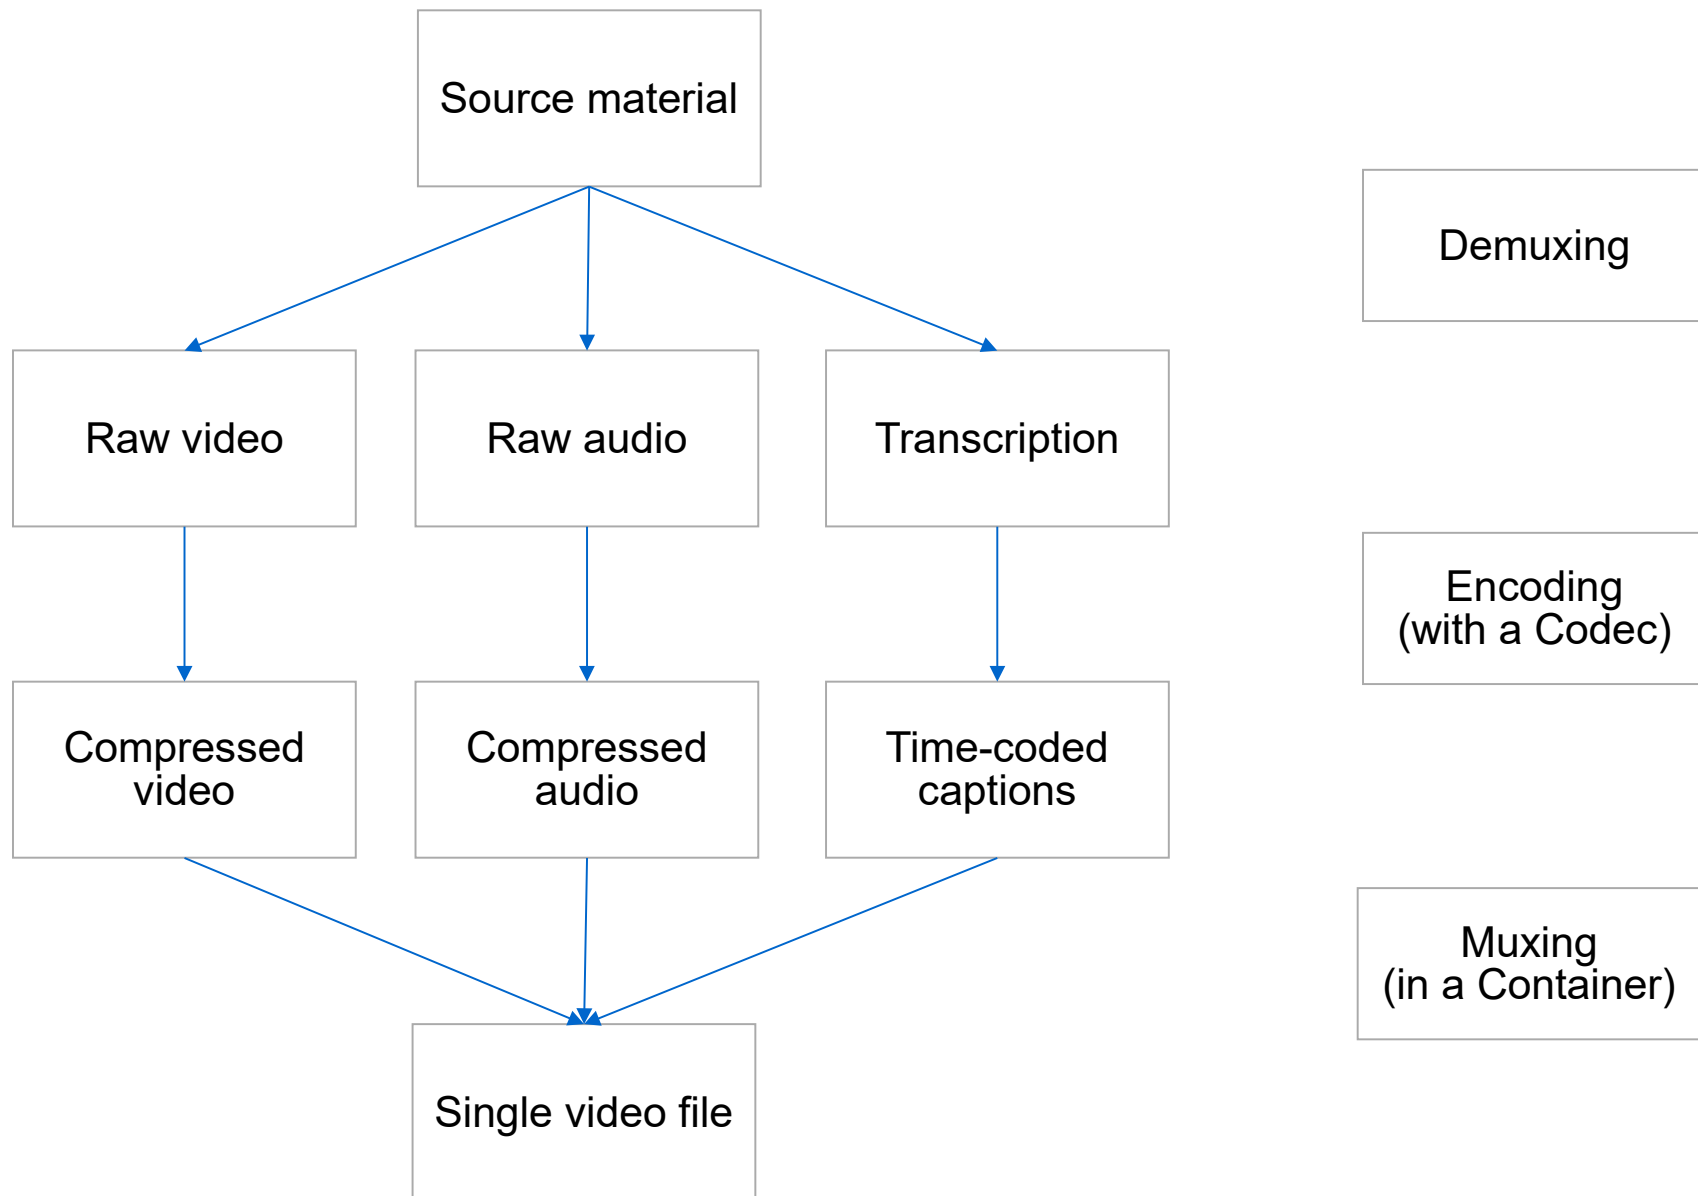 Source material
Demuxing
Raw video
Raw audio
Transcription
Encoding
(with a Codec)
Compressed
video
Compressed
audio
Time-coded
captions
Muxing
(in a Container)
Single video file